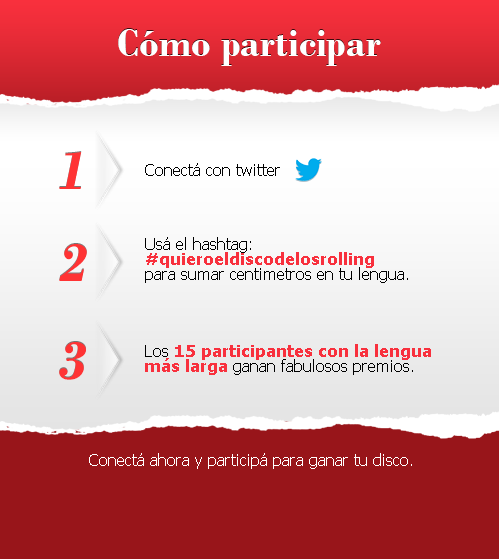 Cómo participar
1
Conectá con twitter
2
Usá el hashtag:
#quieroeldiscodelosrolling
para sumar centimetros en tu lengua.
3
Los 15 participantes con la lengua
más larga ganan fabulosos premios.
Conectá ahora y participá para ganar tu disco.